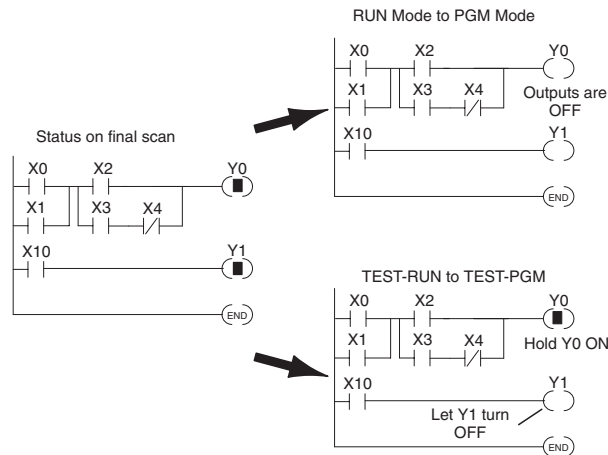 Status on final scan
X0 X2 Y0
X1 X3 X4
X10 Y1
END
RUN Mode to PGM Mode
X0 X2 Y0
X1 X3 X4 Outputs are
OFF
X10 Y1
END
TEST-RUN to TEST-PGM
X0 X2 Y0
X1 X3 X4 Hold Y0 ON
X10 Y1
Let Y1 turn
OFF
END